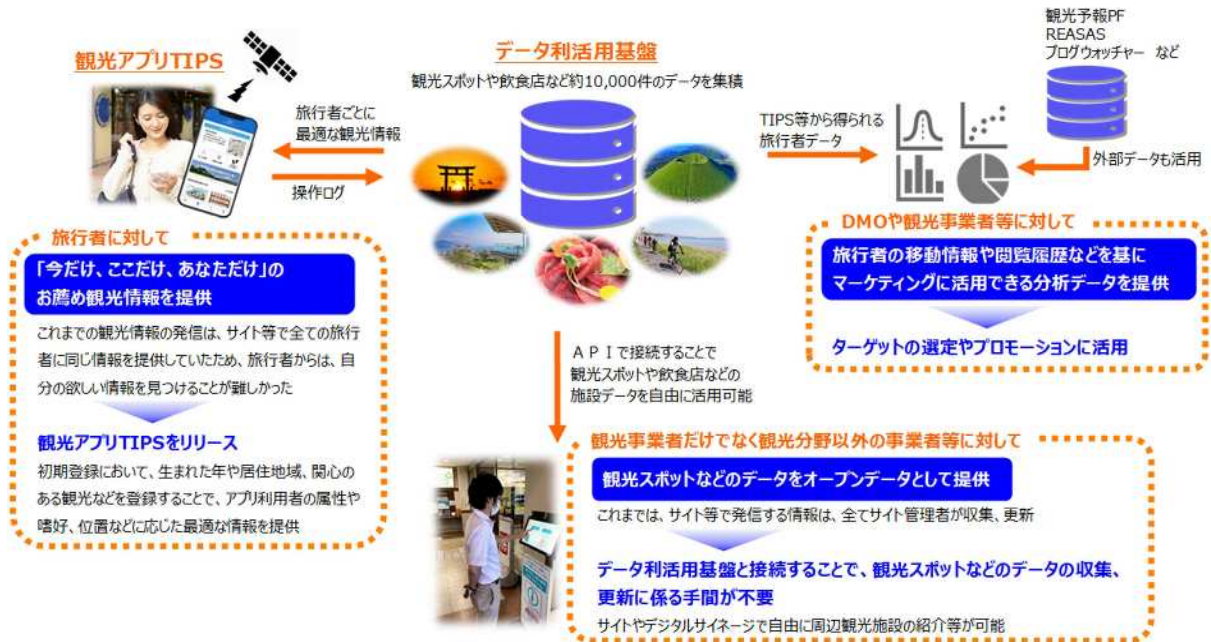 観光アプリTIPS
旅行者ごとに
最適な観光情報
操作ログ
データ利活用基盤
観光スポットや飲食店など約10,000件のデータを集積
TIPS等から得られる
旅行者データ
観光予報PF
REASAS
ブログウォッチャー など
外部データも活用
旅行者に対して
「今だけ、ここだけ、あなただけ」の
お薦め観光情報を提供
これまでの観光情報の発信は、サイト等で全ての旅行
者に同じ情報を提供していたため、旅行者からは、自
分の欲しい情報を見つけることが難しかった
観光アプリTIPSをリリース
初期登録において、生まれた年や居住地域、関心の
ある観光などを登録することで、アプリ利用者の属性や
嗜好、位置などに応じた最適な情報を提供
ＡＰＩで接続することで
観光スポットや飲食店などの
施設データを自由に活用可能
DMOや観光事業者等に対して
旅行者の移動情報や閲覧履歴などを基に
マーケティングに活用できる分析データを提供
ターゲットの選定やプロモーションに活用
観光事業者だけでなく観光分野以外の事業者等に対して
観光スポットなどのデータをオープンデータとして提供
これまでは、サイト等で発信する情報は、全てサイト管理者が収集、更新
データ利活用基盤と接続することで、観光スポットなどのデータの収集、
更新に係る手間が不要
サイトやデジタルサイネージで自由に周辺観光施設の紹介等が可能